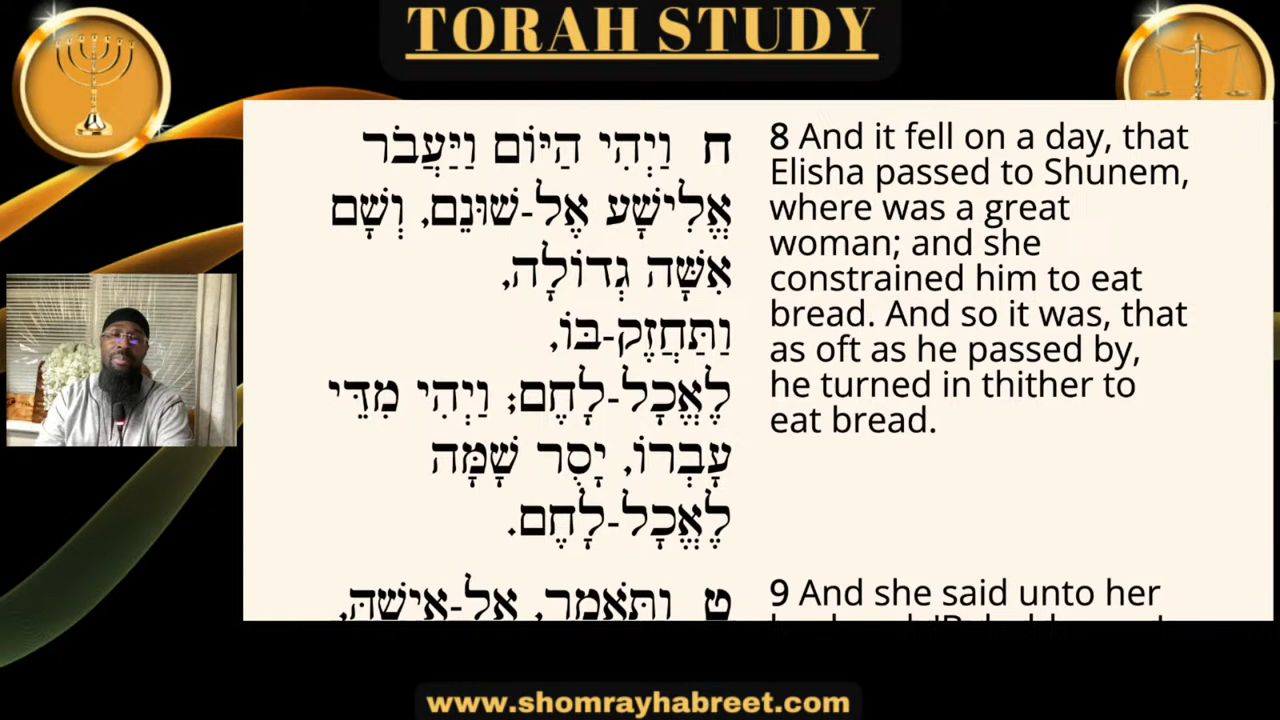 TORAH STUDY
ח וַיְהִי הַיּוֹם וַיַּעֲבֹר
אֱלִישָׁע אֶל-שׁוּנֵם, וְשָׁם
אִשָּׁה גְדוֹלָה,
וַתַּחֲזֶק-בּוֹ,
לֶאֱכָל-לָחֶם; וַיְהִי מִדֵּי
עָבְרוֹ, יָסֻר שָׁמָּה
לֶאֱכָל-לָחֶם.
ט וַתֹּאמֶר, אֶל-אִישָׁהּ,
8 And it fell on a day, that
Elisha passed to Shunem,
where was a great
woman; and she
constrained him to eat
bread. And so it was, that
as oft as he passed by,
he turned in thither to
eat bread.
9 And she said unto her
www.shomrayhabreet.com